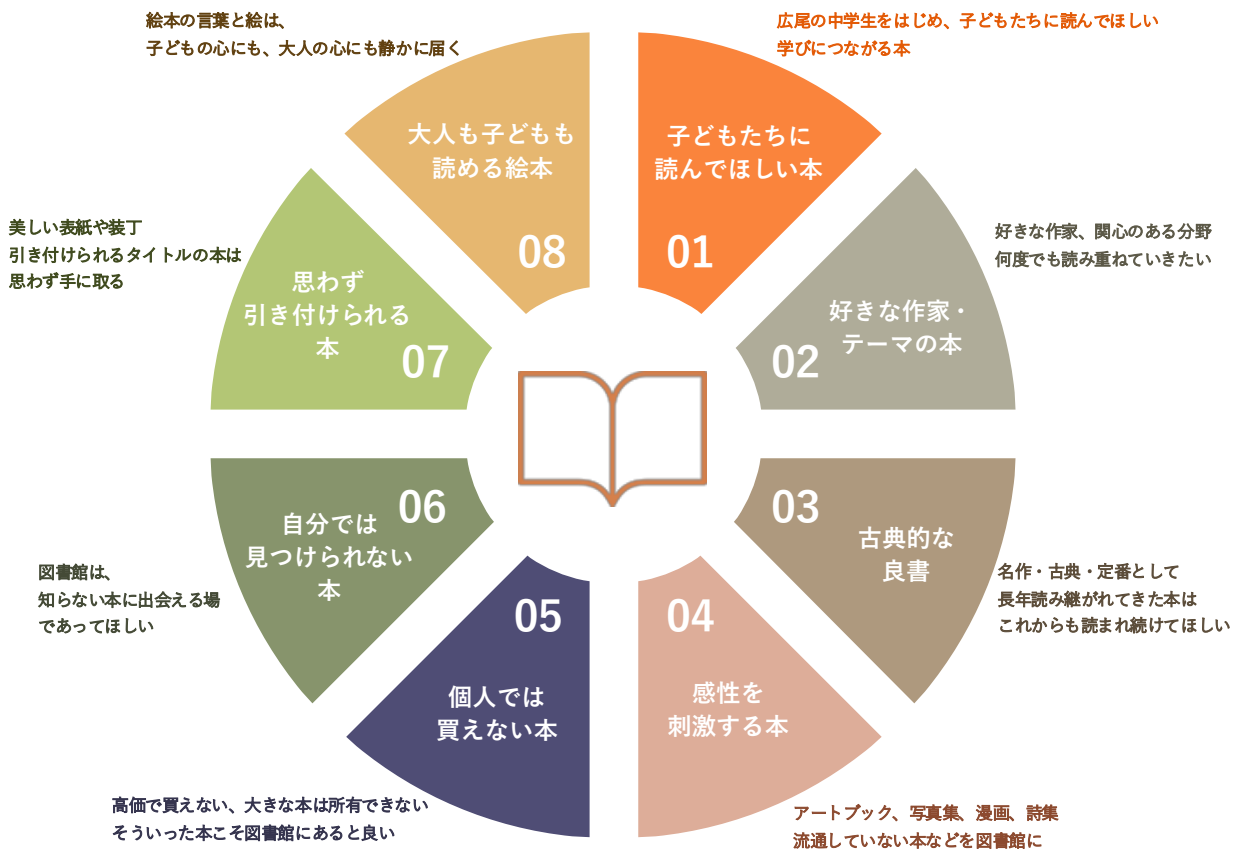 広尾の中学生をはじめ、子どもたちに読んでほしい
学びにつながる本
子どもたちに
読んでほしい本
01
好きな作家、関心のある分野
何度でも読み重ねていきたい
好きな作家・
テーマの本
02
03
古典的な
良書
名作・古典・定番として
長年読み継がれてきた本は
これからも読まれ続けてほしい
04
感性を
刺激する本
アートブック、写真集、漫画、詩集
流通していない本などを図書館に
05
個人では
買えない本
高価で買えない、大きな本は所有できない
そういった本こそ図書館にあると良い
06
自分では
見つけられない
本
図書館は、
知らない本に出会える場
であってほしい
思わず
引き付けられる
本
07
美しい表紙や装丁
引き付けられるタイトルの本は
思わず手に取る
絵本の言葉と絵は、
子どもの心にも、大人の心にも静かに届く
大人も子どもも
読める絵本
08